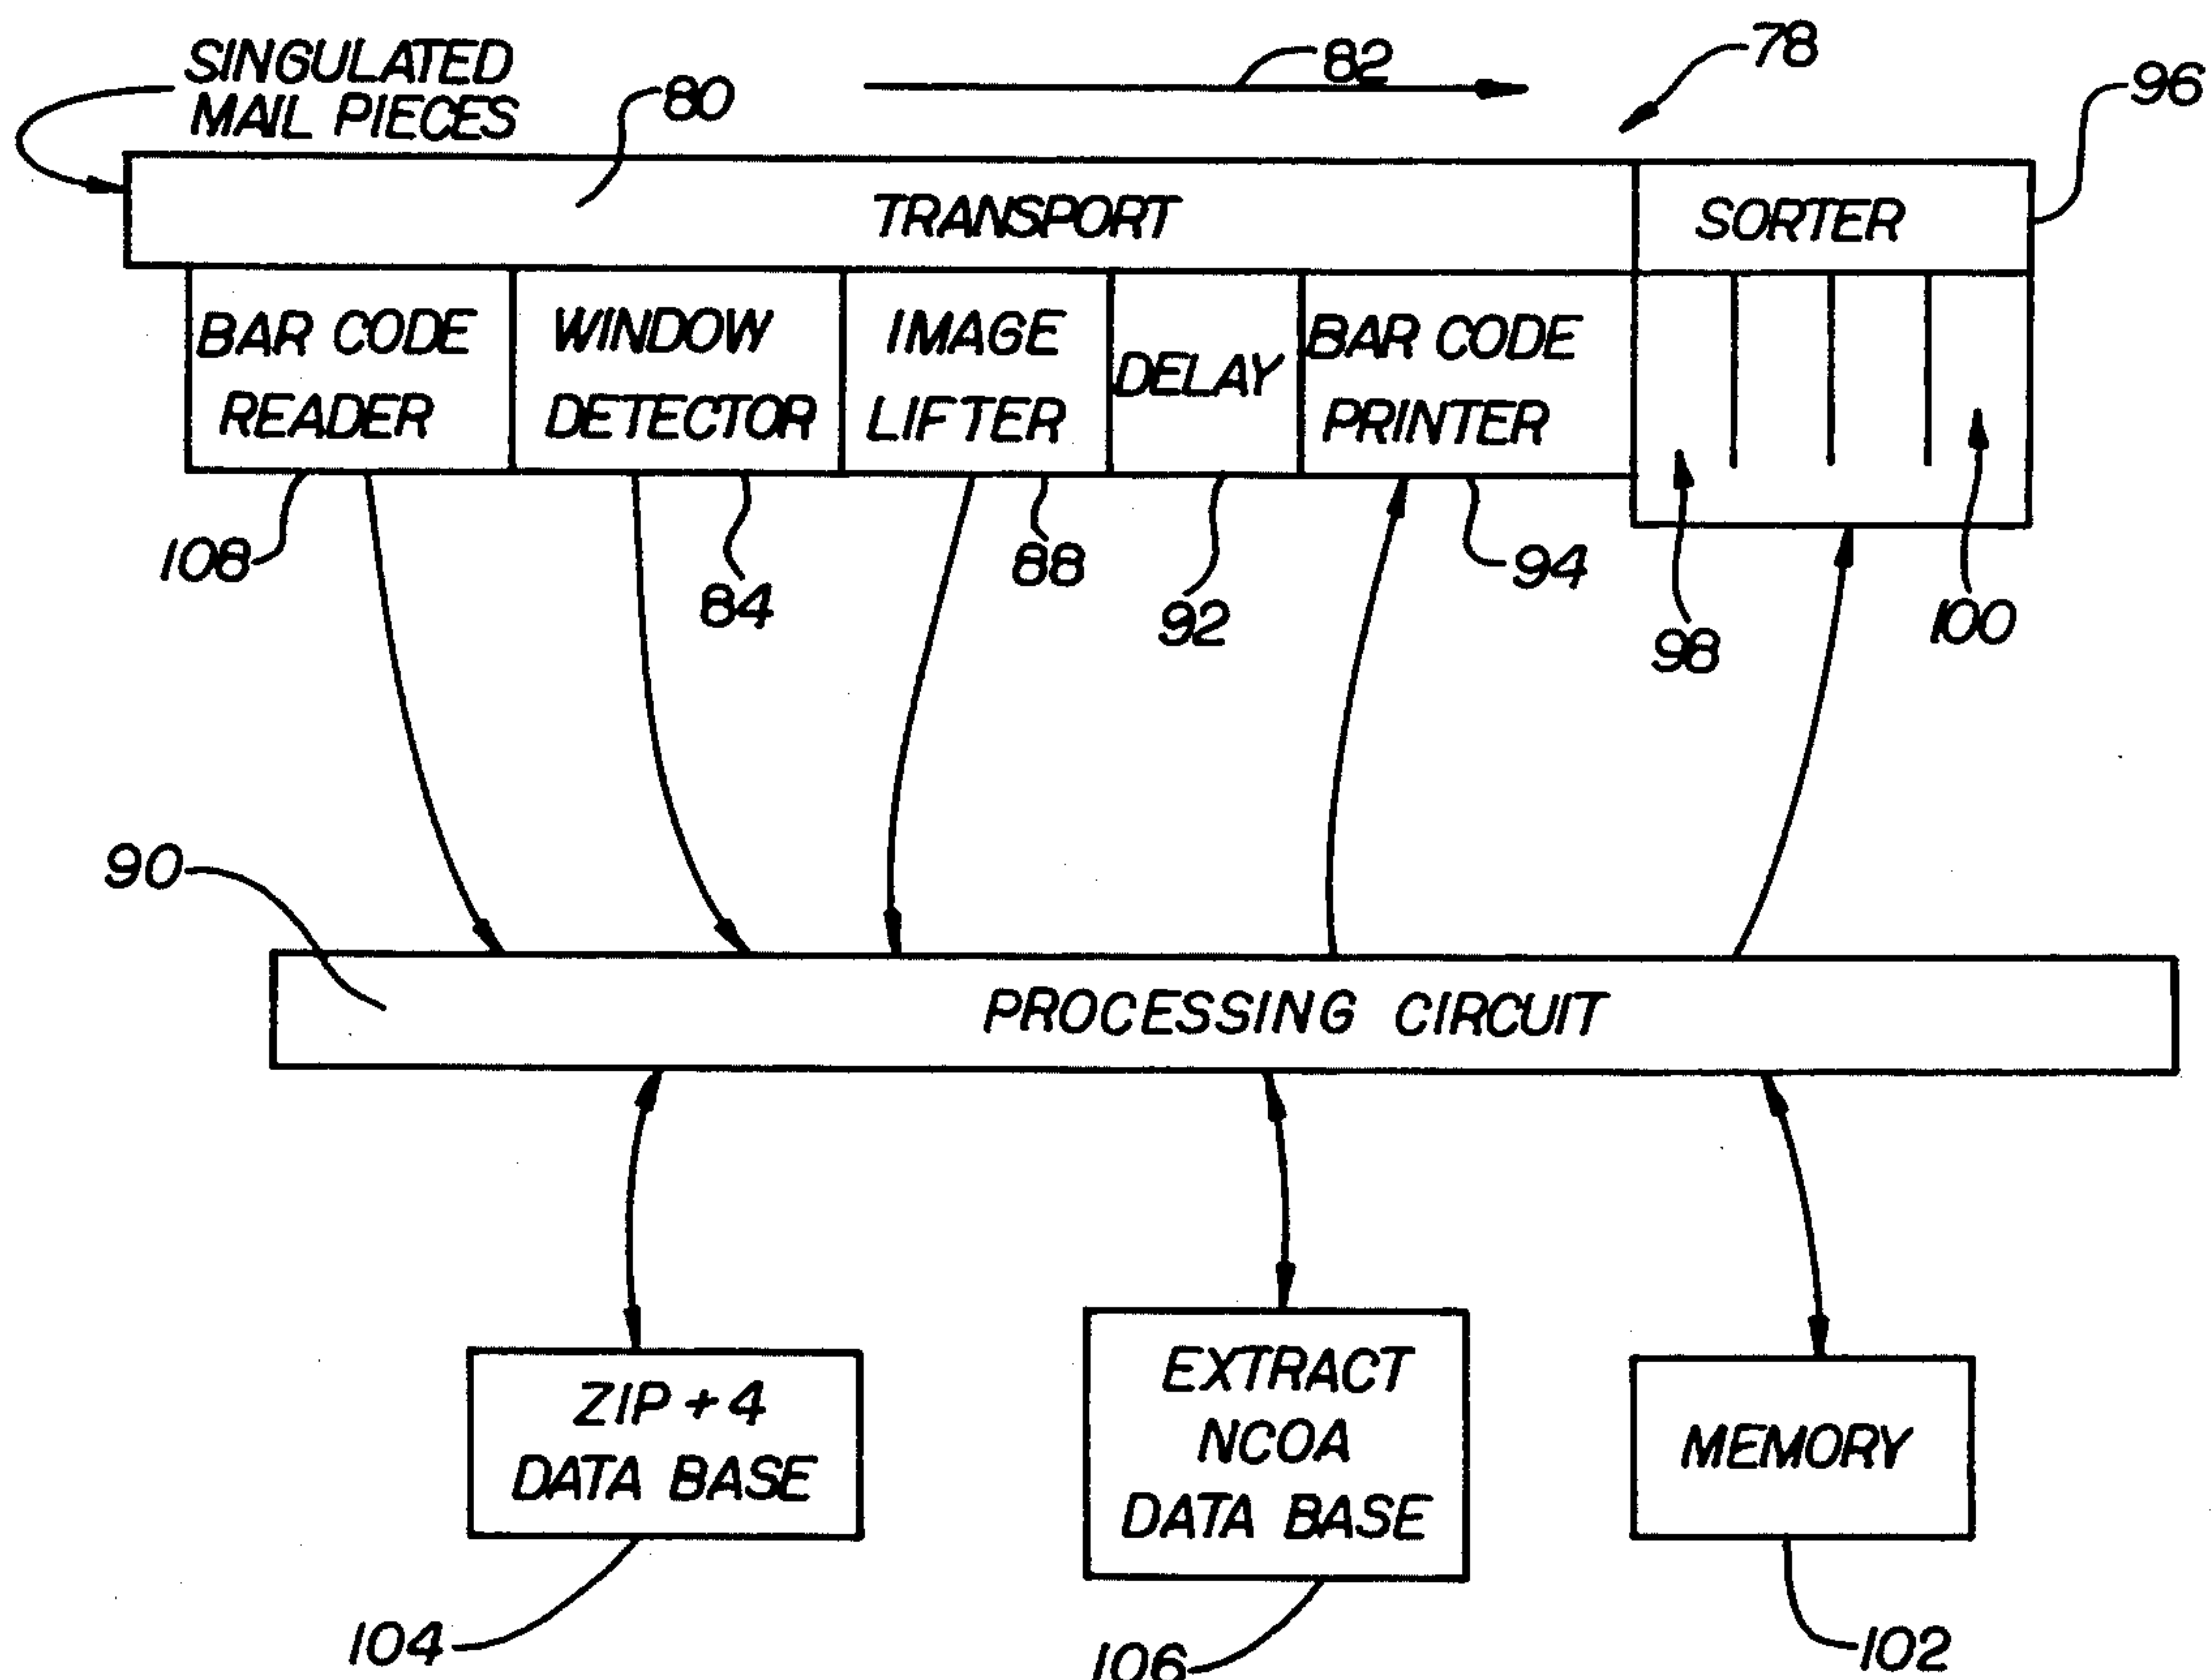 SINGULATED
MAIL PIECES
80
82
78
96
TRANSPORT
SORTER
BAR CODE
READER
WINDOW
DETECTOR
IMAGE
LIFTER
DELAY
BAR CODE
PRINTER
108
84
88
92
94
98
100
90
PROCESSING CIRCUIT
ZIP + 4
DATA BASE
EXTRACT
NCOA
DATA BASE
MEMORY
104
106
102